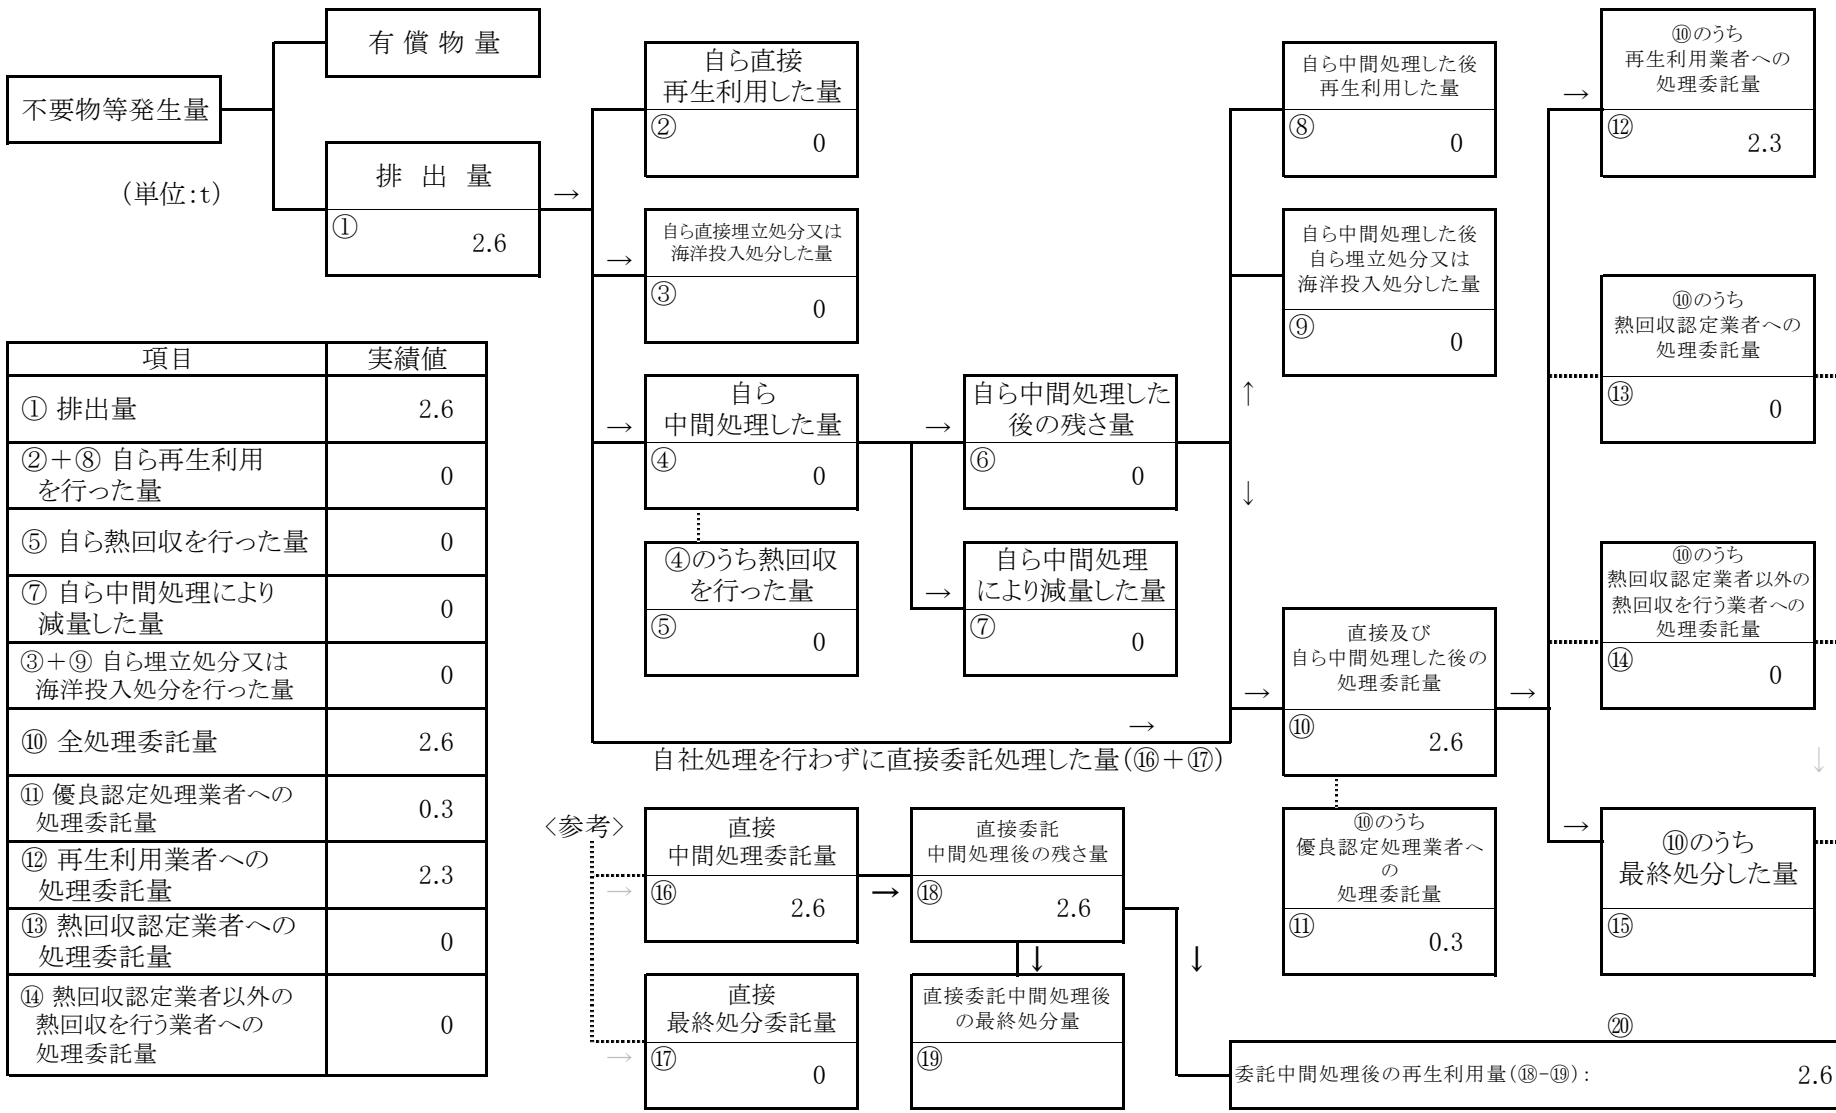 有 償 物 量
不要物等発生量
(単位:t)
排 出 量
→
①
2.6
自ら直接
再生利用した量
②
0
→
自ら直接埋立処分又は
海洋投入処分した量
③
0
→
自ら
中間処理した量
④
0
④のうち熱回収
を行った量
⑤
0
→
自ら中間処理した
後の残さ量
⑥
0
→
自ら中間処理
により減量した量
⑦
0
自ら中間処理した後
再生利用した量
⑧
0
自ら中間処理した後
自ら埋立処分又は
海洋投入処分した量
⑨
0
↑
↓
→
直接及び
自ら中間処理した後の
処理委託量
⑩
2.6
→
⑩のうち
優良認定処理業者へ
の
処理委託量
⑪
0.3
→
⑩のうち
再生利用業者への
処理委託量
⑫
2.3
⑩のうち
熱回収認定業者への
処理委託量
⑬
0
⑩のうち
熱回収認定業者以外の
熱回収を行う業者への
処理委託量
⑭
0
↓
→
⑩のうち
最終処分した量
⑮
→
自社処理を行わずに直接委託処理した量(⑯+⑰)
項目 実績値
① 排出量 2.6
②+⑧ 自ら再生利用
を行った量 0
⑤ 自ら熱回収を行った量 0
⑦ 自ら中間処理により
減量した量 0
③+⑨ 自ら埋立処分又は
海洋投入処分を行った量 0
⑩ 全処理委託量 2.6
⑪ 優良認定処理業者への
処理委託量 0.3
⑫ 再生利用業者への
処理委託量 2.3
⑬ 熱回収認定業者への
処理委託量 0
⑭ 熱回収認定業者以外の
熱回収を行う業者への
処理委託量 0
〈参考〉
→
直接
中間処理委託量
⑯
2.6
→
直接委託
中間処理後の残さ量
⑱
2.6
↓
↓
→
直接
最終処分委託量
⑰
0
直接委託中間処理後
の最終処分量
⑲
⑳
委託中間処理後の再生利用量(⑱-⑲): 2.6